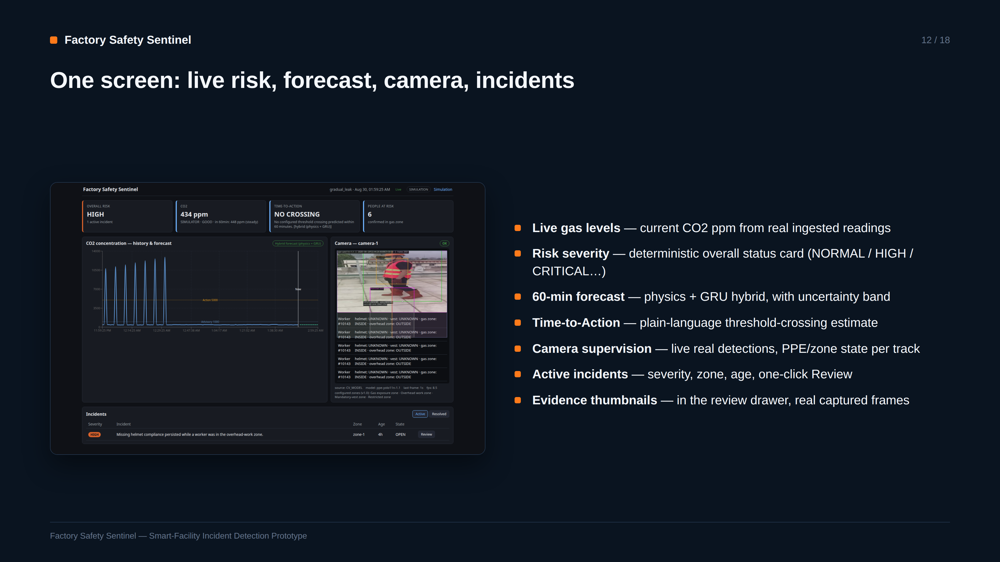 Factory Safety Sentinel
12 / 18
One screen: live risk, forecast, camera, incidents
Factory Safety Sentinel
gradual_leak · Aug 30, 01:59:25 AM Live SIMULATION Simulation
OVERALL RISK
HIGH
1 active incident
CO2
434 ppm
SIMULATOR · GOOD · in 60min: 448 ppm (steady)
TIME-TO-ACTION
NO CROSSING
No configured threshold crossing predicted within
60 minutes. [hybrid (physics + GRU)]
PEOPLE AT RISK
6
confirmed in gas zone
CO2 concentration — history & forecast
Hybrid forecast (physics + GRU)
14000
10500
7000
3500
0
Now
Action 5000
Advisory 1000
11:59:25 PM 12:14:25 AM 12:29:25 AM 12:47:38 AM 1:04:17 AM 1:21:02 AM 1:38:30 AM 2:59:25 AM
Camera — camera-1
OK
Worker helmet: UNKNOWN · vest: UNKNOWN · gas zone:
#10143 INSIDE · overhead zone: OUTSIDE
Worker helmet: UNKNOWN · vest: UNKNOWN · gas zone:
#10143 INSIDE · overhead zone: OUTSIDE
Worker helmet: UNKNOWN · vest: UNKNOWN · gas zone:
#10143 INSIDE · overhead zone: OUTSIDE
Worker helmet: UNKNOWN · vest: UNKNOWN · gas zone:
#10143 INSIDE · overhead zone: OUTSIDE
Worker helmet: UNKNOWN · vest: UNKNOWN · gas zone:
#10143 INSIDE · overhead zone: OUTSIDE
source: CV_MODEL model: ppe-yolo11n-1.1 last frame: 1s fps: 8.5
configured zones (v1.0): Gas exposure zone · Overhead work zone ·
Mandatory-vest zone · Restricted zone
Incidents
Active Resolved
Severity Incident Zone Age State
HIGH Missing helmet compliance persisted while a worker was in the overhead-work zone. zone-1 4h OPEN Review
Live gas levels — current CO2 ppm from real ingested readings
Risk severity — deterministic overall status card (NORMAL / HIGH /
CRITICAL…)
60-min forecast — physics + GRU hybrid, with uncertainty band
Time-to-Action — plain-language threshold-crossing estimate
Camera supervision — live real detections, PPE/zone state per track
Active incidents — severity, zone, age, one-click Review
Evidence thumbnails — in the review drawer, real captured frames
Factory Safety Sentinel — Smart-Facility Incident Detection Prototype